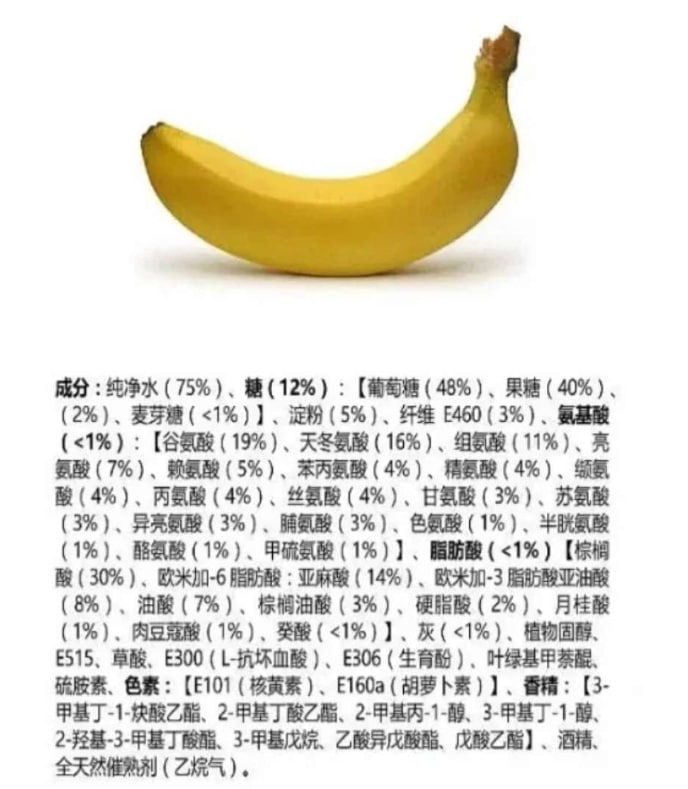 成分：纯净水（75%）、糖（12%）：【葡萄糖（48%）、果糖（40%）、
（2%）、麦芽糖（<1%）】、淀粉（5%）、纤维 E460（3%）、氨基酸
（<1%）：【谷氨酸（19%）、天冬氨酸（16%）、组氨酸（11%）、亮
氨酸（7%）、赖氨酸（5%）、苯丙氨酸（4%）、精氨酸（4%）、缬氨
酸（4%）、丙氨酸（4%）、丝氨酸（4%）、甘氨酸（3%）、苏氨酸
（3%）、异亮氨酸（3%）、脯氨酸（3%）、色氨酸（1%）、半胱氨酸
（1%）、酪氨酸（1%）、甲硫氨酸（1%）】、脂肪酸（<1%）【棕榈
酸（30%）、欧米加-6 脂肪酸：亚麻酸（14%）、欧米加-3 脂肪酸亚油酸
（8%）、油酸（7%）、棕榈油酸（3%）、硬脂酸（2%）、月桂酸
（1%）、肉豆蔻酸（1%）、癸酸（<1%）】、灰（<1%）、植物固醇、
E515、草酸、E300（L-抗坏血酸）、E306（生育酚）、叶绿基甲萘醌、
硫胺素、色素：【E101（核黄素）、E160a（胡萝卜素）】、香精：【3-
甲基丁-1-炔酸乙酯、2-甲基丁酸乙酯、2-甲基丙-1-醇、3-甲基丁-1-醇、
2-羟基-3-甲基丁酸酯、3-甲基戊烷、乙酸异戊酸酯、戊酸乙酯】、酒精、
全天然催熟剂（乙烷气）。